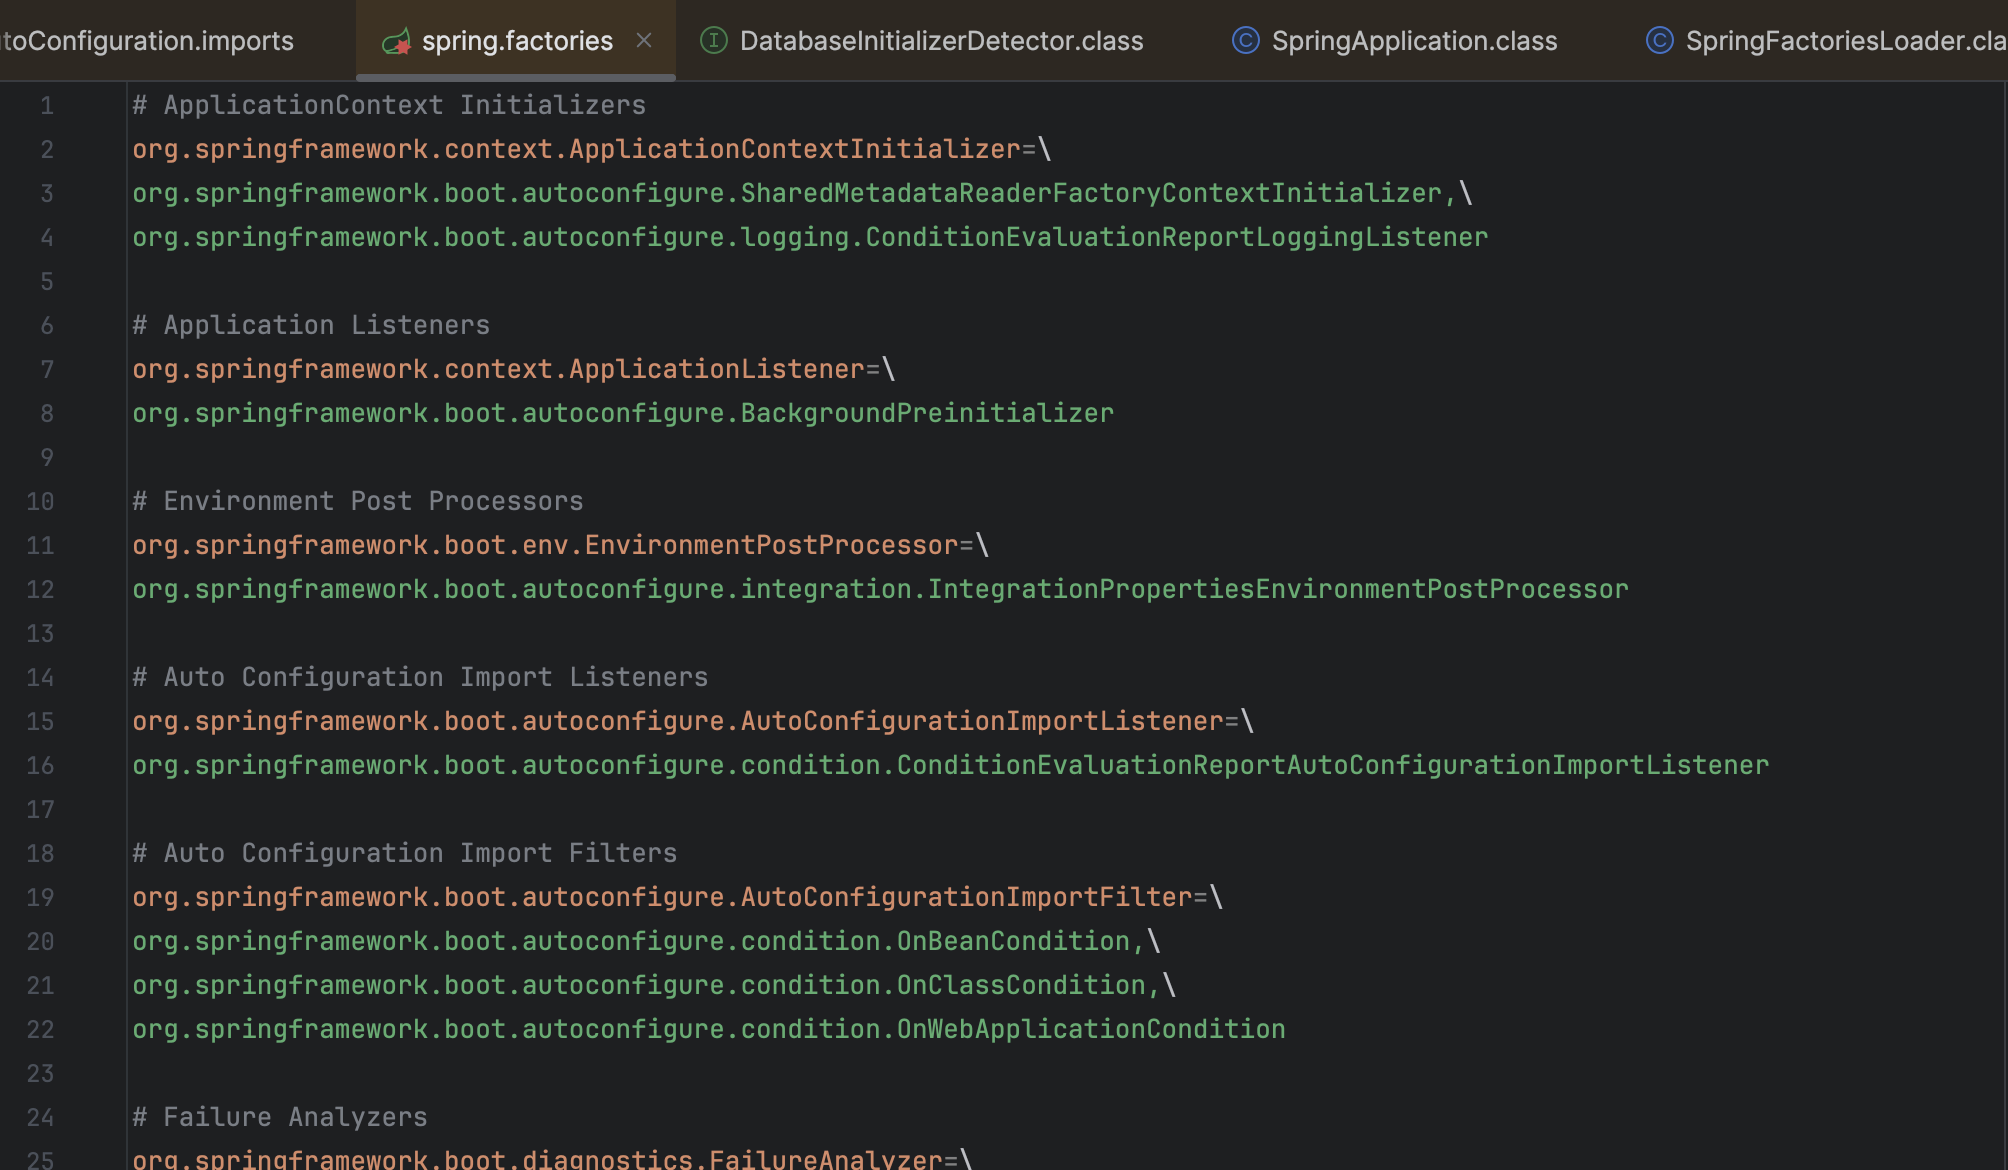 toConfiguration.imports
spring.factories
DatabaseInitializerDetector.class
SpringApplication.class
SpringFactoriesLoader.cla
1 # ApplicationContext Initializers
2 org.springframework.context.ApplicationContextInitializer=\
3 org.springframework.boot.autoconfigure.SharedMetadataReaderFactoryContextInitializer,\
4 org.springframework.boot.autoconfigure.logging.ConditionEvaluationReportLoggingListener
5
6 # Application Listeners
7 org.springframework.context.ApplicationListener=\
8 org.springframework.boot.autoconfigure.BackgroundPreinitializer
9
10 # Environment Post Processors
11 org.springframework.boot.env.EnvironmentPostProcessor=\
12 org.springframework.boot.autoconfigure.integration.IntegrationPropertiesEnvironmentPostProcessor
13
14 # Auto Configuration Import Listeners
15 org.springframework.boot.autoconfigure.AutoConfigurationImportListener=\
16 org.springframework.boot.autoconfigure.condition.ConditionEvaluationReportAutoConfigurationImportListener
17
18 # Auto Configuration Import Filters
19 org.springframework.boot.autoconfigure.AutoConfigurationImportFilter=\
20 org.springframework.boot.autoconfigure.condition.OnBeanCondition,\
21 org.springframework.boot.autoconfigure.condition.OnClassCondition,\
22 org.springframework.boot.autoconfigure.condition.OnWebApplicationCondition
23
24 # Failure Analyzers
25 org.springframework.boot.diagnostics.FailureAnalyzer=\